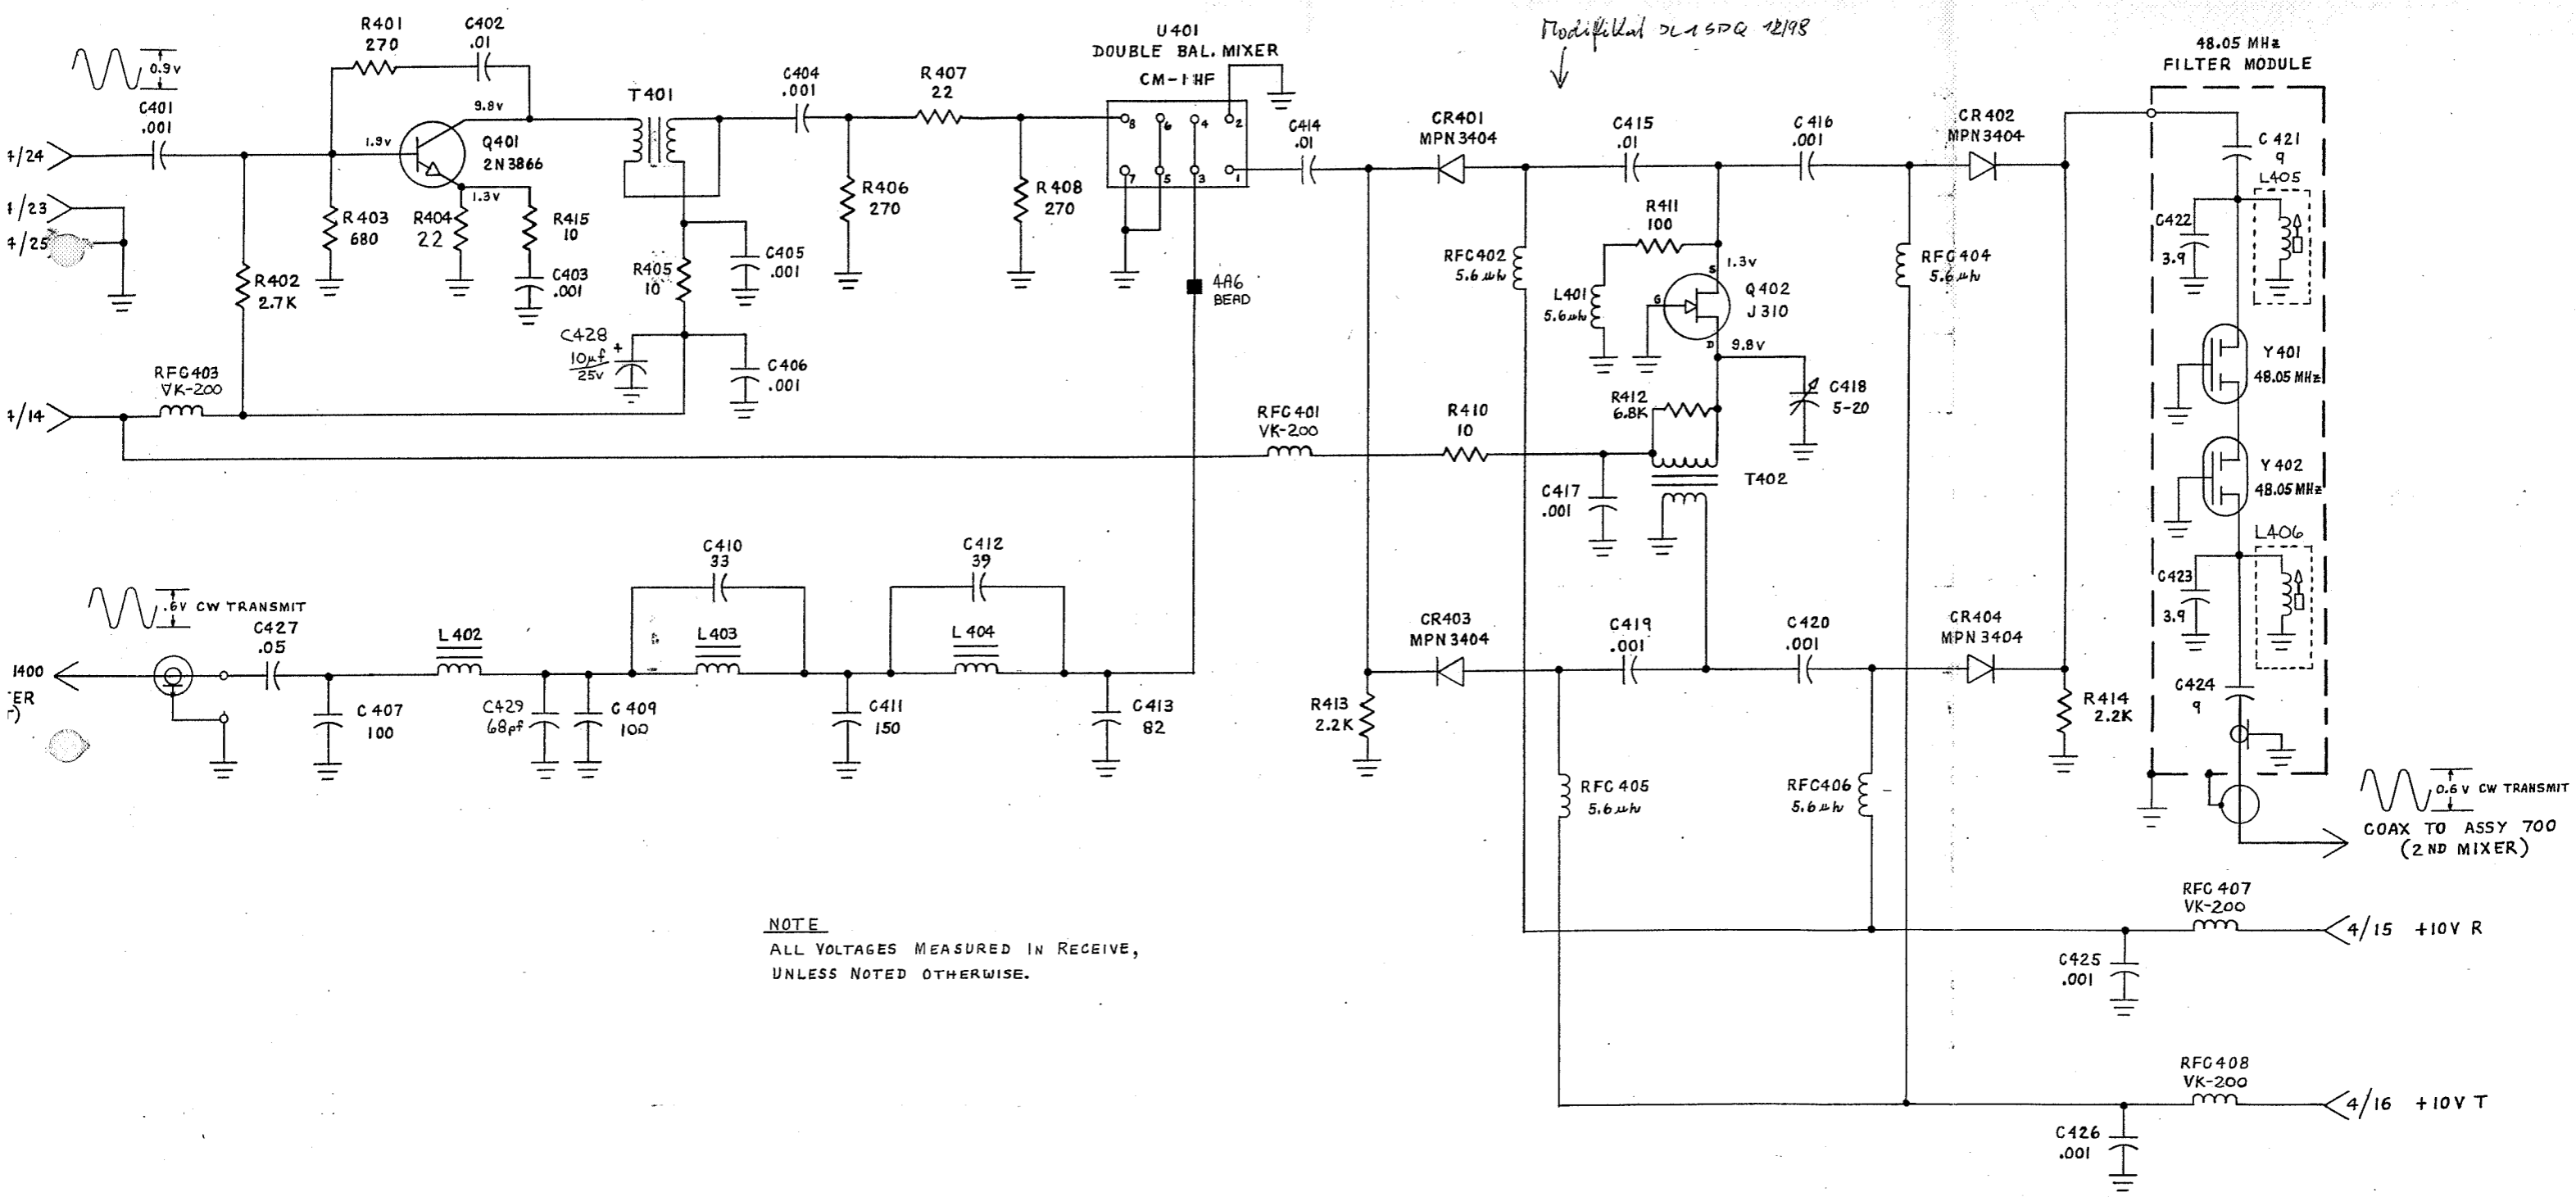 DL1SDQ 12/98
48.05 MHz
FILTER MODULE
U401
DOUBLE BAL. MIXER
CM-1HF
0.9v
R401
270
C402
.01
C401
.001
9.8v
1.9v
Q401
2N3866
1.3v
T401
C404
.001
R407
22
8
6
4
2
7
5
3
1
C414
.01
CR401
MPN3404
C415
.01
C416
.001
CR402
MPN3404
C421
9
L405
C422
3.9
/24
/23
/25
R403
680
R404
22
R415
10
C403
.001
R402
2.7K
R405
10
C405
.001
R406
270
R408
270
4A6
BEAD
R411
100
RFC402
5.6µh
L401
5.6µh
S
1.3v
G
Q402
J310
D
9.8v
RFC404
5.6µh
C428
10µf
25v
+
C406
.001
RFC403
VK-200
/14
RFC401
VK-200
R410
10
R412
6.8K
C418
5-20
C417
.001
T402
Y401
48.05 MHz
Y402
48.05 MHz
L406
C423
3.9
C424
9
C410
33
C412
39
.6v CW TRANSMIT
C427
.05
L402
L403
L404
1400
ER
C407
100
C429
68pf
C409
100
C411
150
C413
82
CR403
MPN3404
C419
.001
C420
.001
CR404
MPN3404
R413
2.2K
R414
2.2K
RFC405
5.6µh
RFC406
5.6µh
0.6v CW TRANSMIT
COAX TO ASSY 700
(2ND MIXER)
NOTE
ALL VOLTAGES MEASURED IN RECEIVE,
UNLESS NOTED OTHERWISE.
RFC407
VK-200
4/15 +10V R
C425
.001
RFC408
VK-200
4/16 +10V T
C426
.001